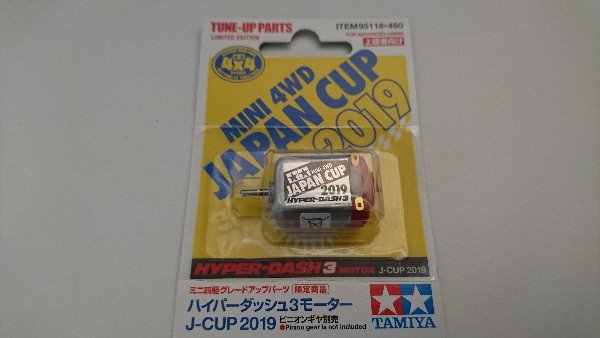 TUNE-UP PARTS
LIMITED EDITION
ITEM 95118・460
FOR ADVANCED USERS
上級者向け
4x4
MINI 4WD
JAPAN CUP
2019
MINI 4WD
JAPAN CUP
2019
HYPER-DASH 3
HYPER-DASH 3 MOTOR J-CUP 2019
ミニ四駆グレードアップパーツ [限定商品]
ハイパーダッシュ3モーター
J-CUP 2019 ピニオンギヤ別売
●Pinion gear is not included
TAMIYA